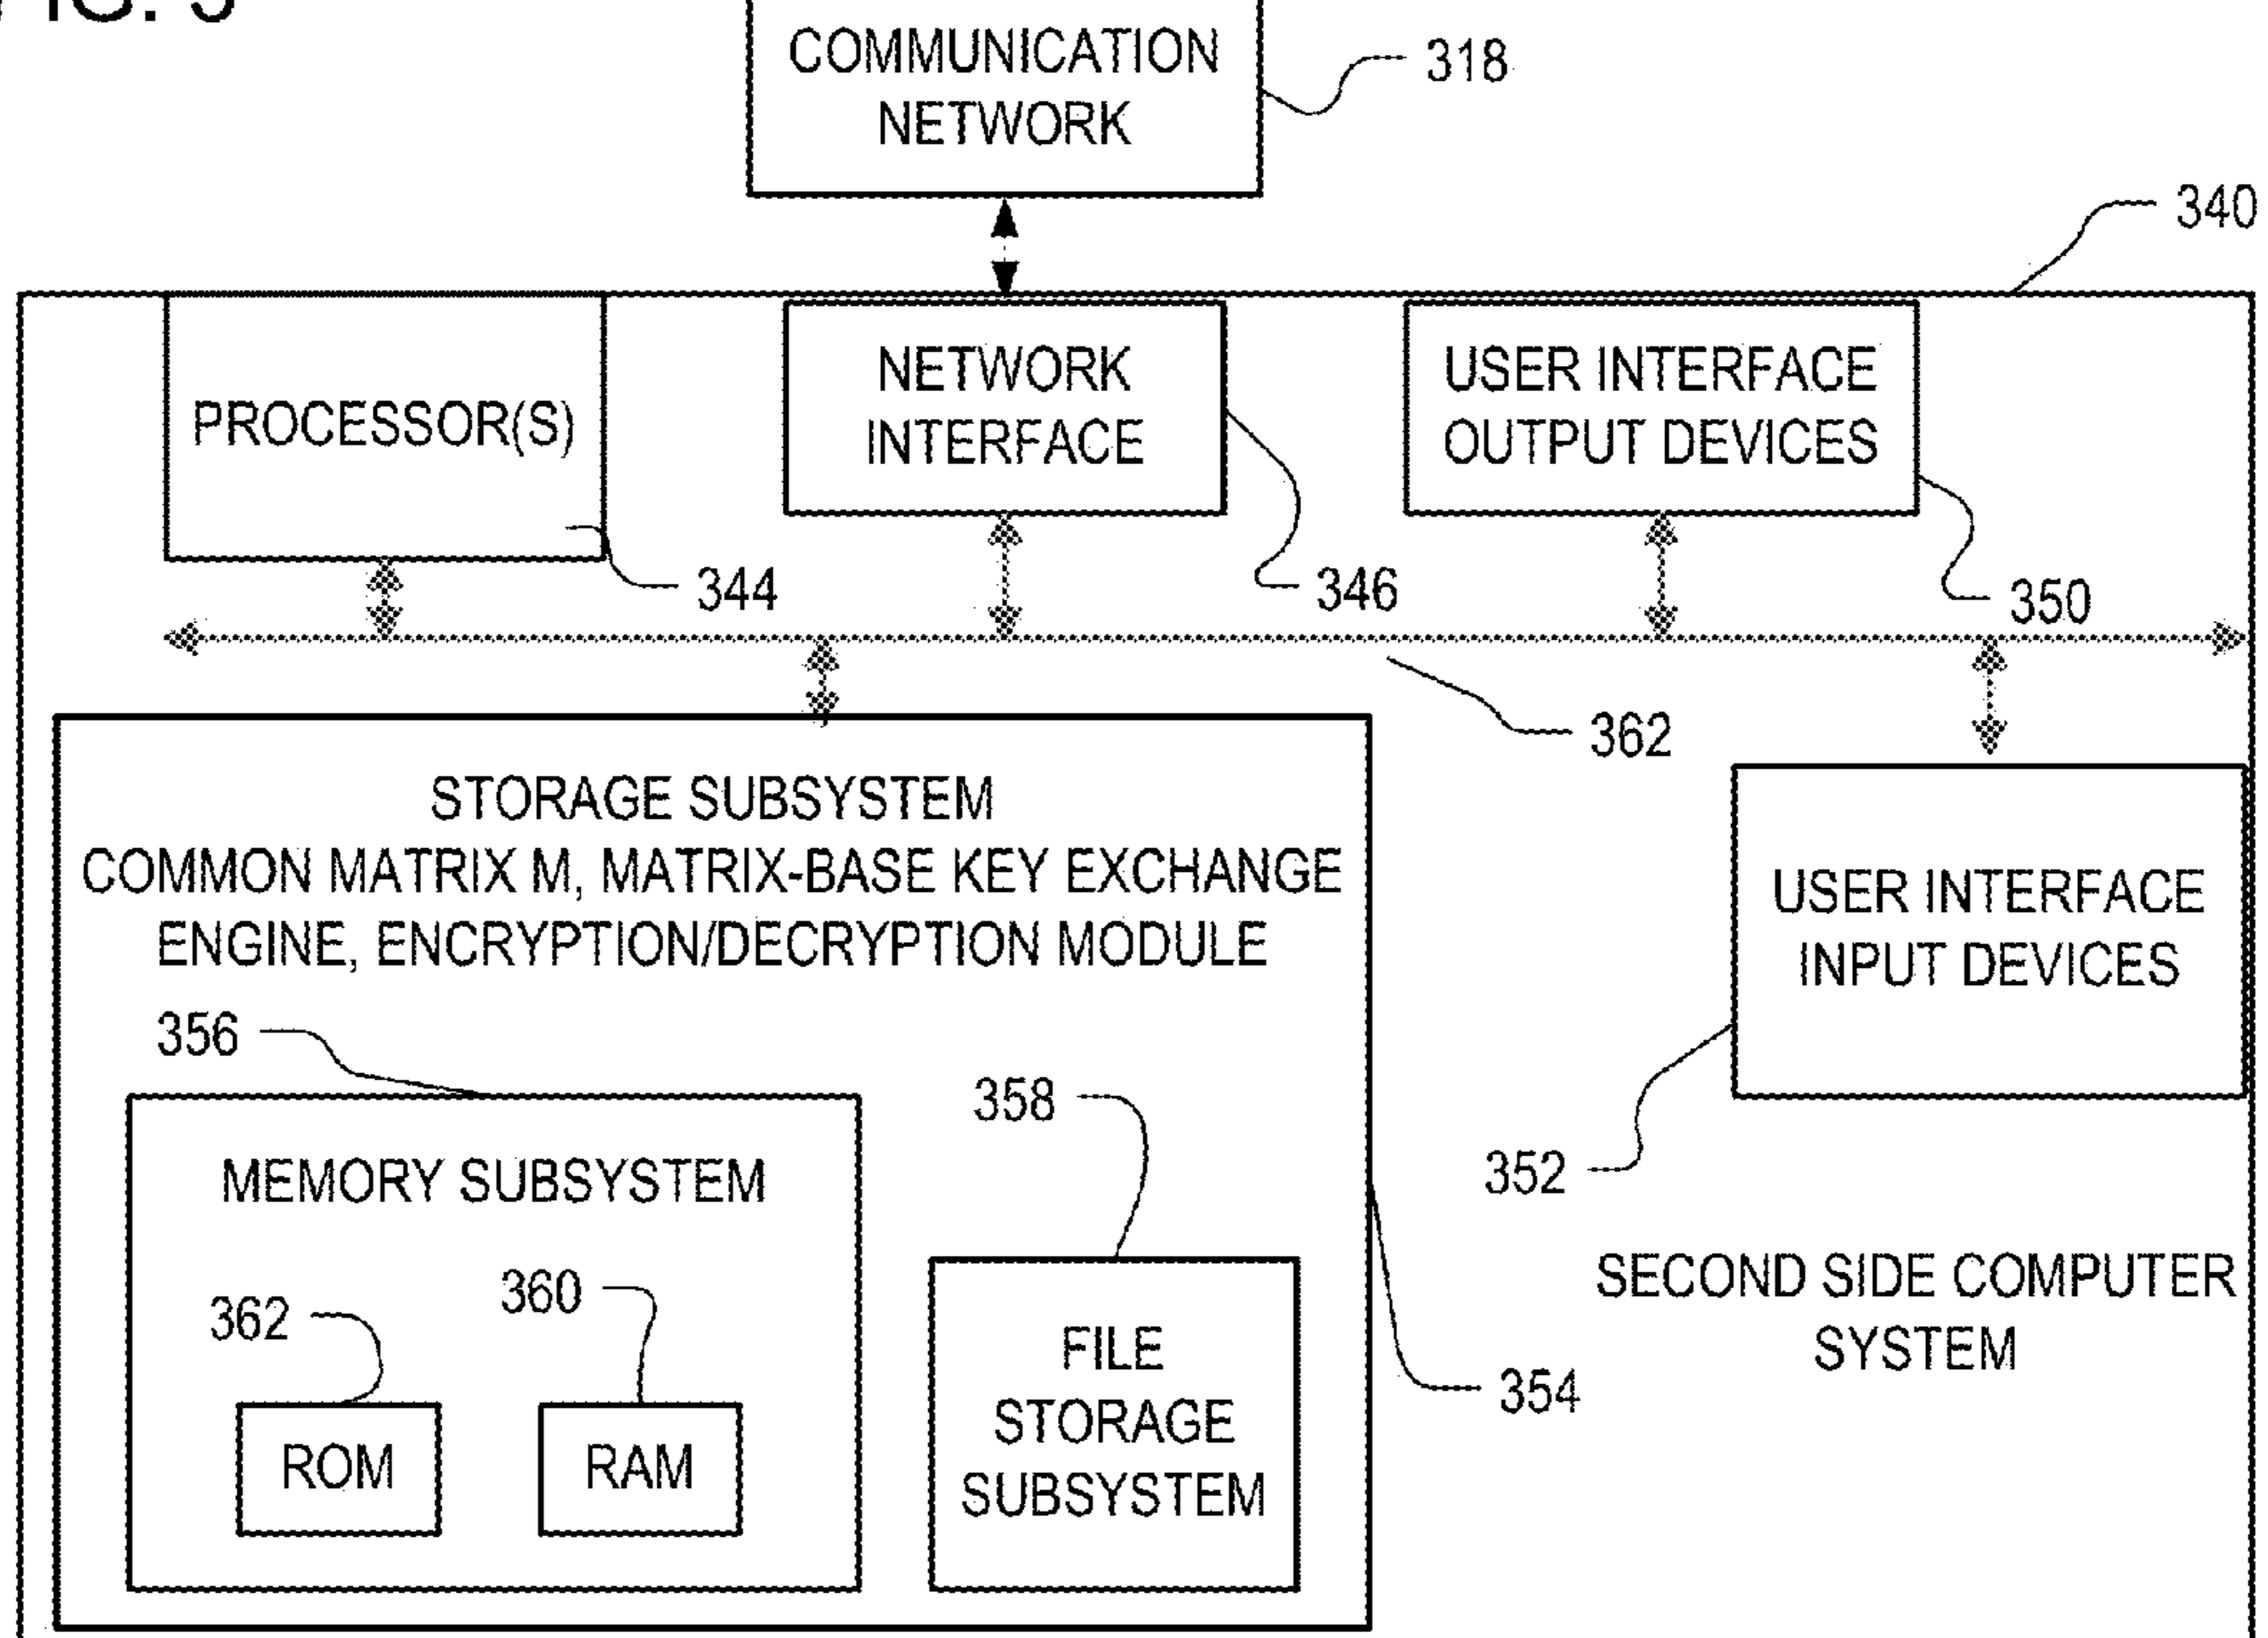 COMMUNICATION
NETWORK
318
340
PROCESSOR(S)
NETWORK
INTERFACE
USER INTERFACE
OUTPUT DEVICES
344
346
350
362
STORAGE SUBSYSTEM
COMMON MATRIX M, MATRIX-BASE KEY EXCHANGE
ENGINE, ENCRYPTION/DECRYPTION MODULE
USER INTERFACE
INPUT DEVICES
356
358
352
MEMORY SUBSYSTEM
362
360
ROM
RAM
FILE
STORAGE
SUBSYSTEM
354
SECOND SIDE COMPUTER
SYSTEM